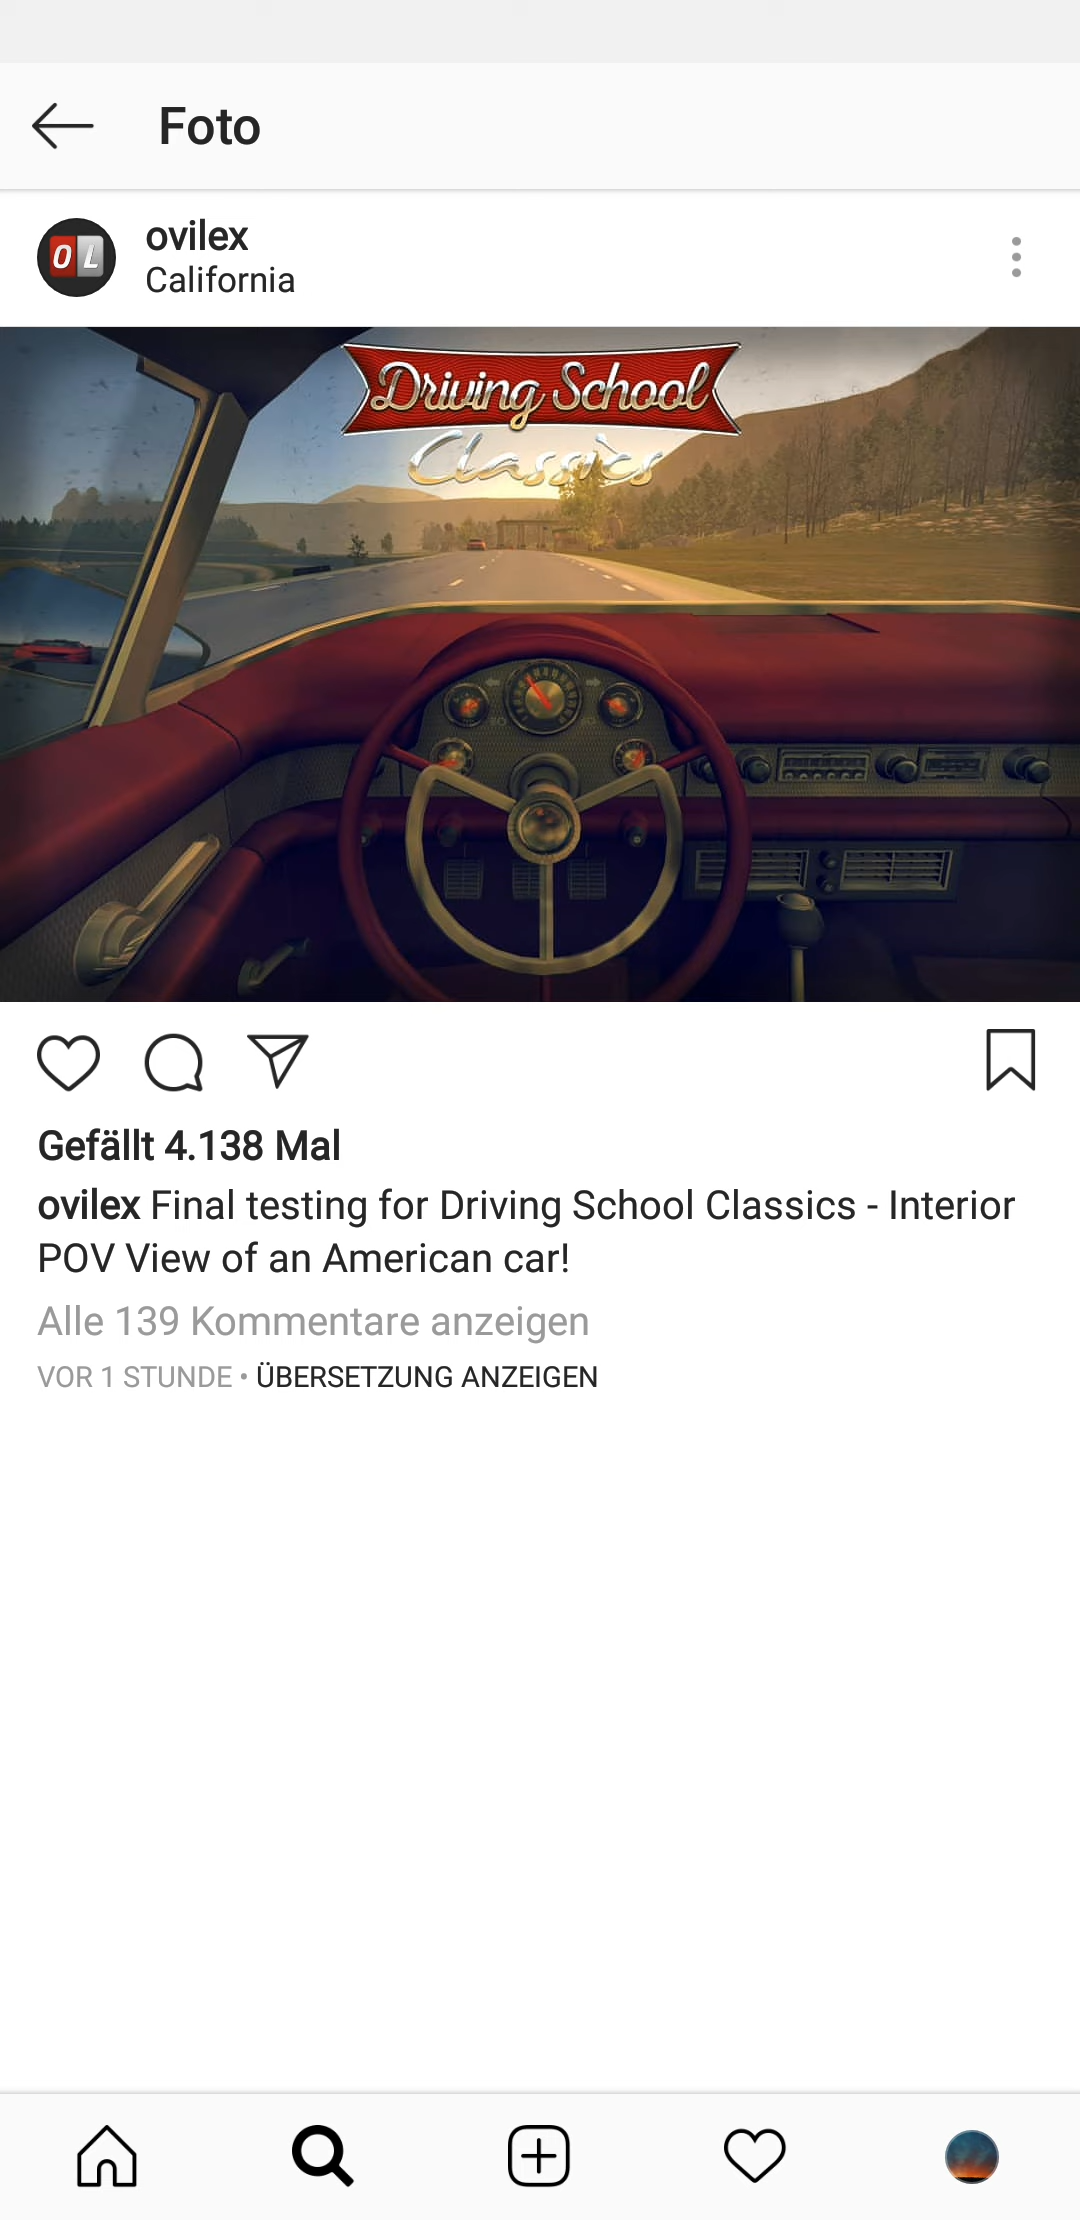 Foto
OL
ovilex
California
Driving School
Classics
Gefällt 4.138 Mal
ovilex Final testing for Driving School Classics - Interior
POV View of an American car!
Alle 139 Kommentare anzeigen
VOR 1 STUNDE • ÜBERSETZUNG ANZEIGEN